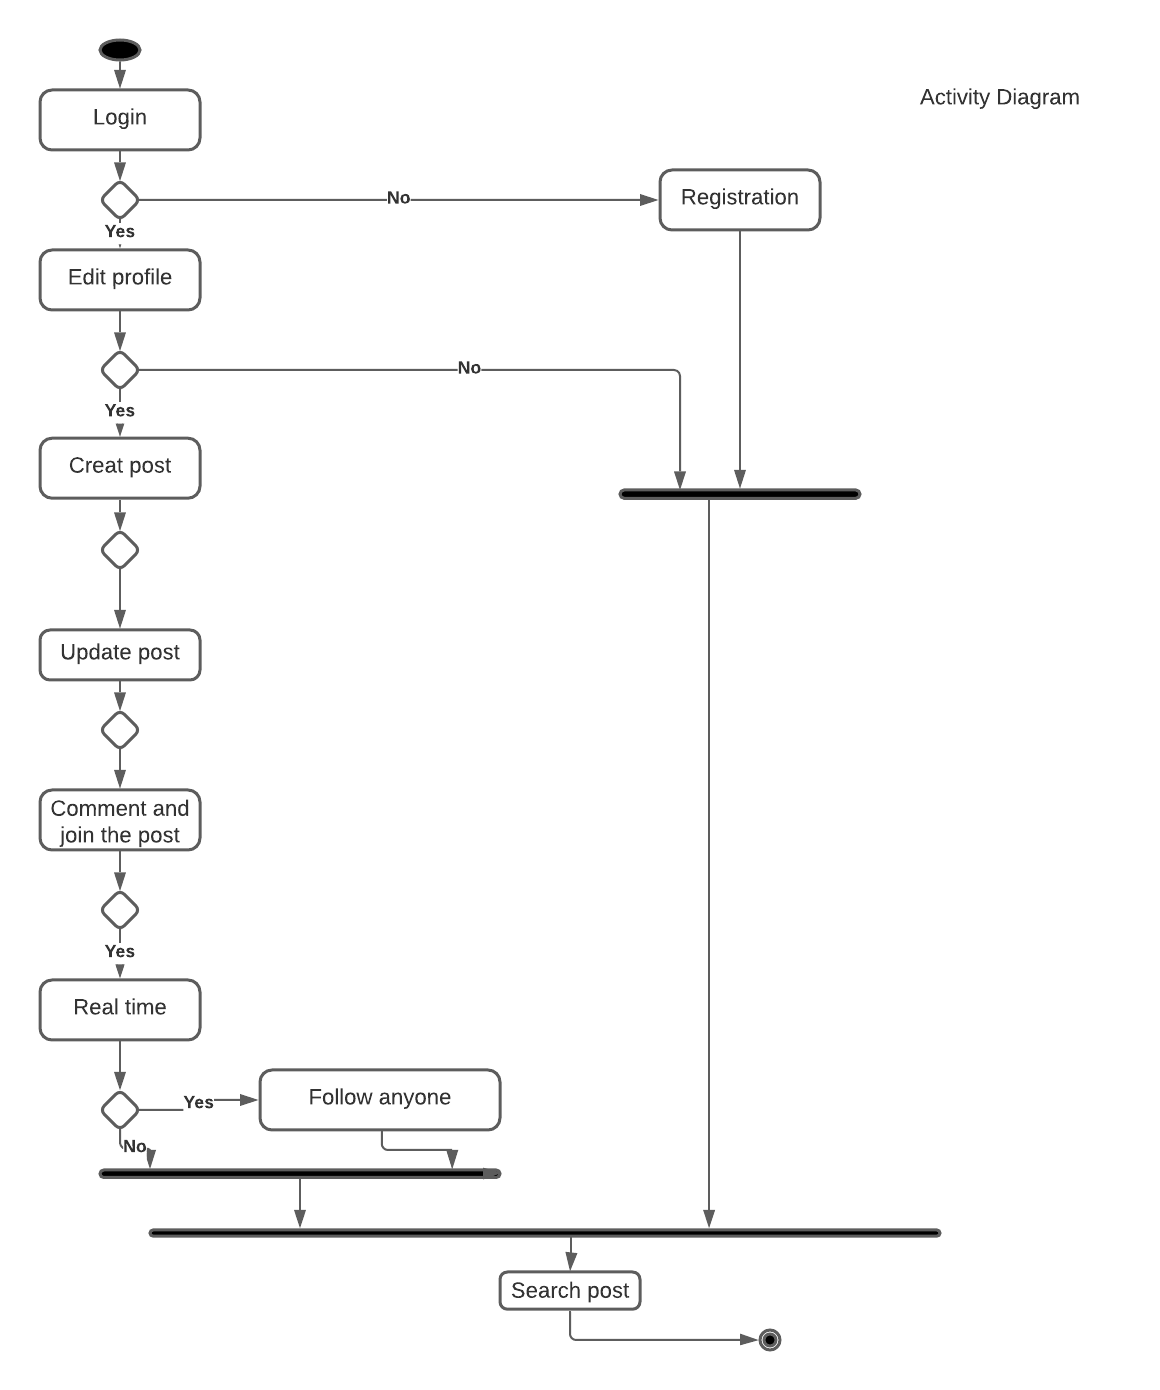 Activity Diagram
Login
No
Registration
Yes
Edit profile
No
Yes
Creat post
Update post
Comment and
join the post
Yes
Real time
Yes
Follow anyone
No
Search post